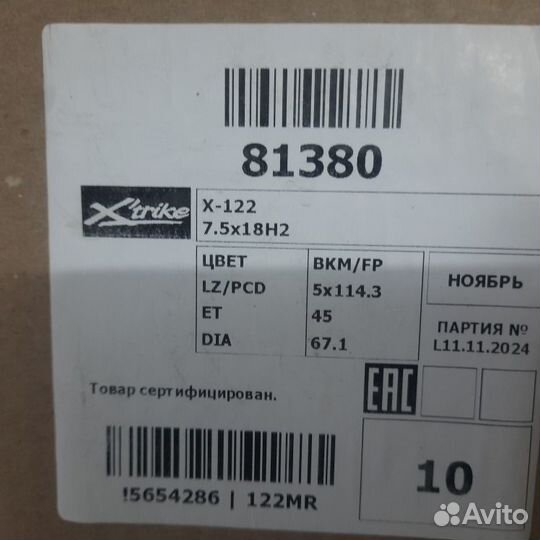 81380
X'trike
X-122
7.5x18H2
ЦВЕТ BKM/FP
LZ/PCD 5x114.3
ET 45
DIA 67.1
НОЯБРЬ
ПАРТИЯ №
L11.11.2024
Товар сертифицирован.
EAC
!5654286 | 122MR
10
Avito